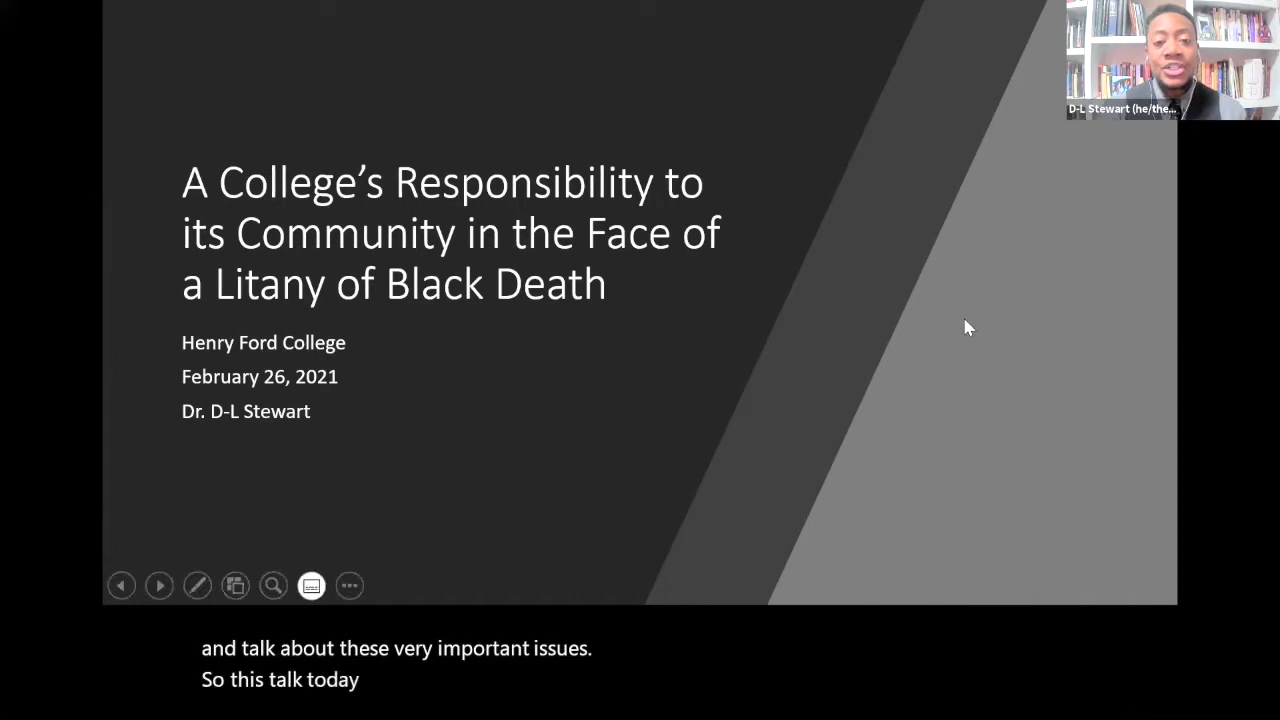 D-L Stewart (he/the...
A College’s Responsibility to
its Community in the Face of
a Litany of Black Death
Henry Ford College
February 26, 2021
Dr. D-L Stewart
and talk about these very important issues.
So this talk today